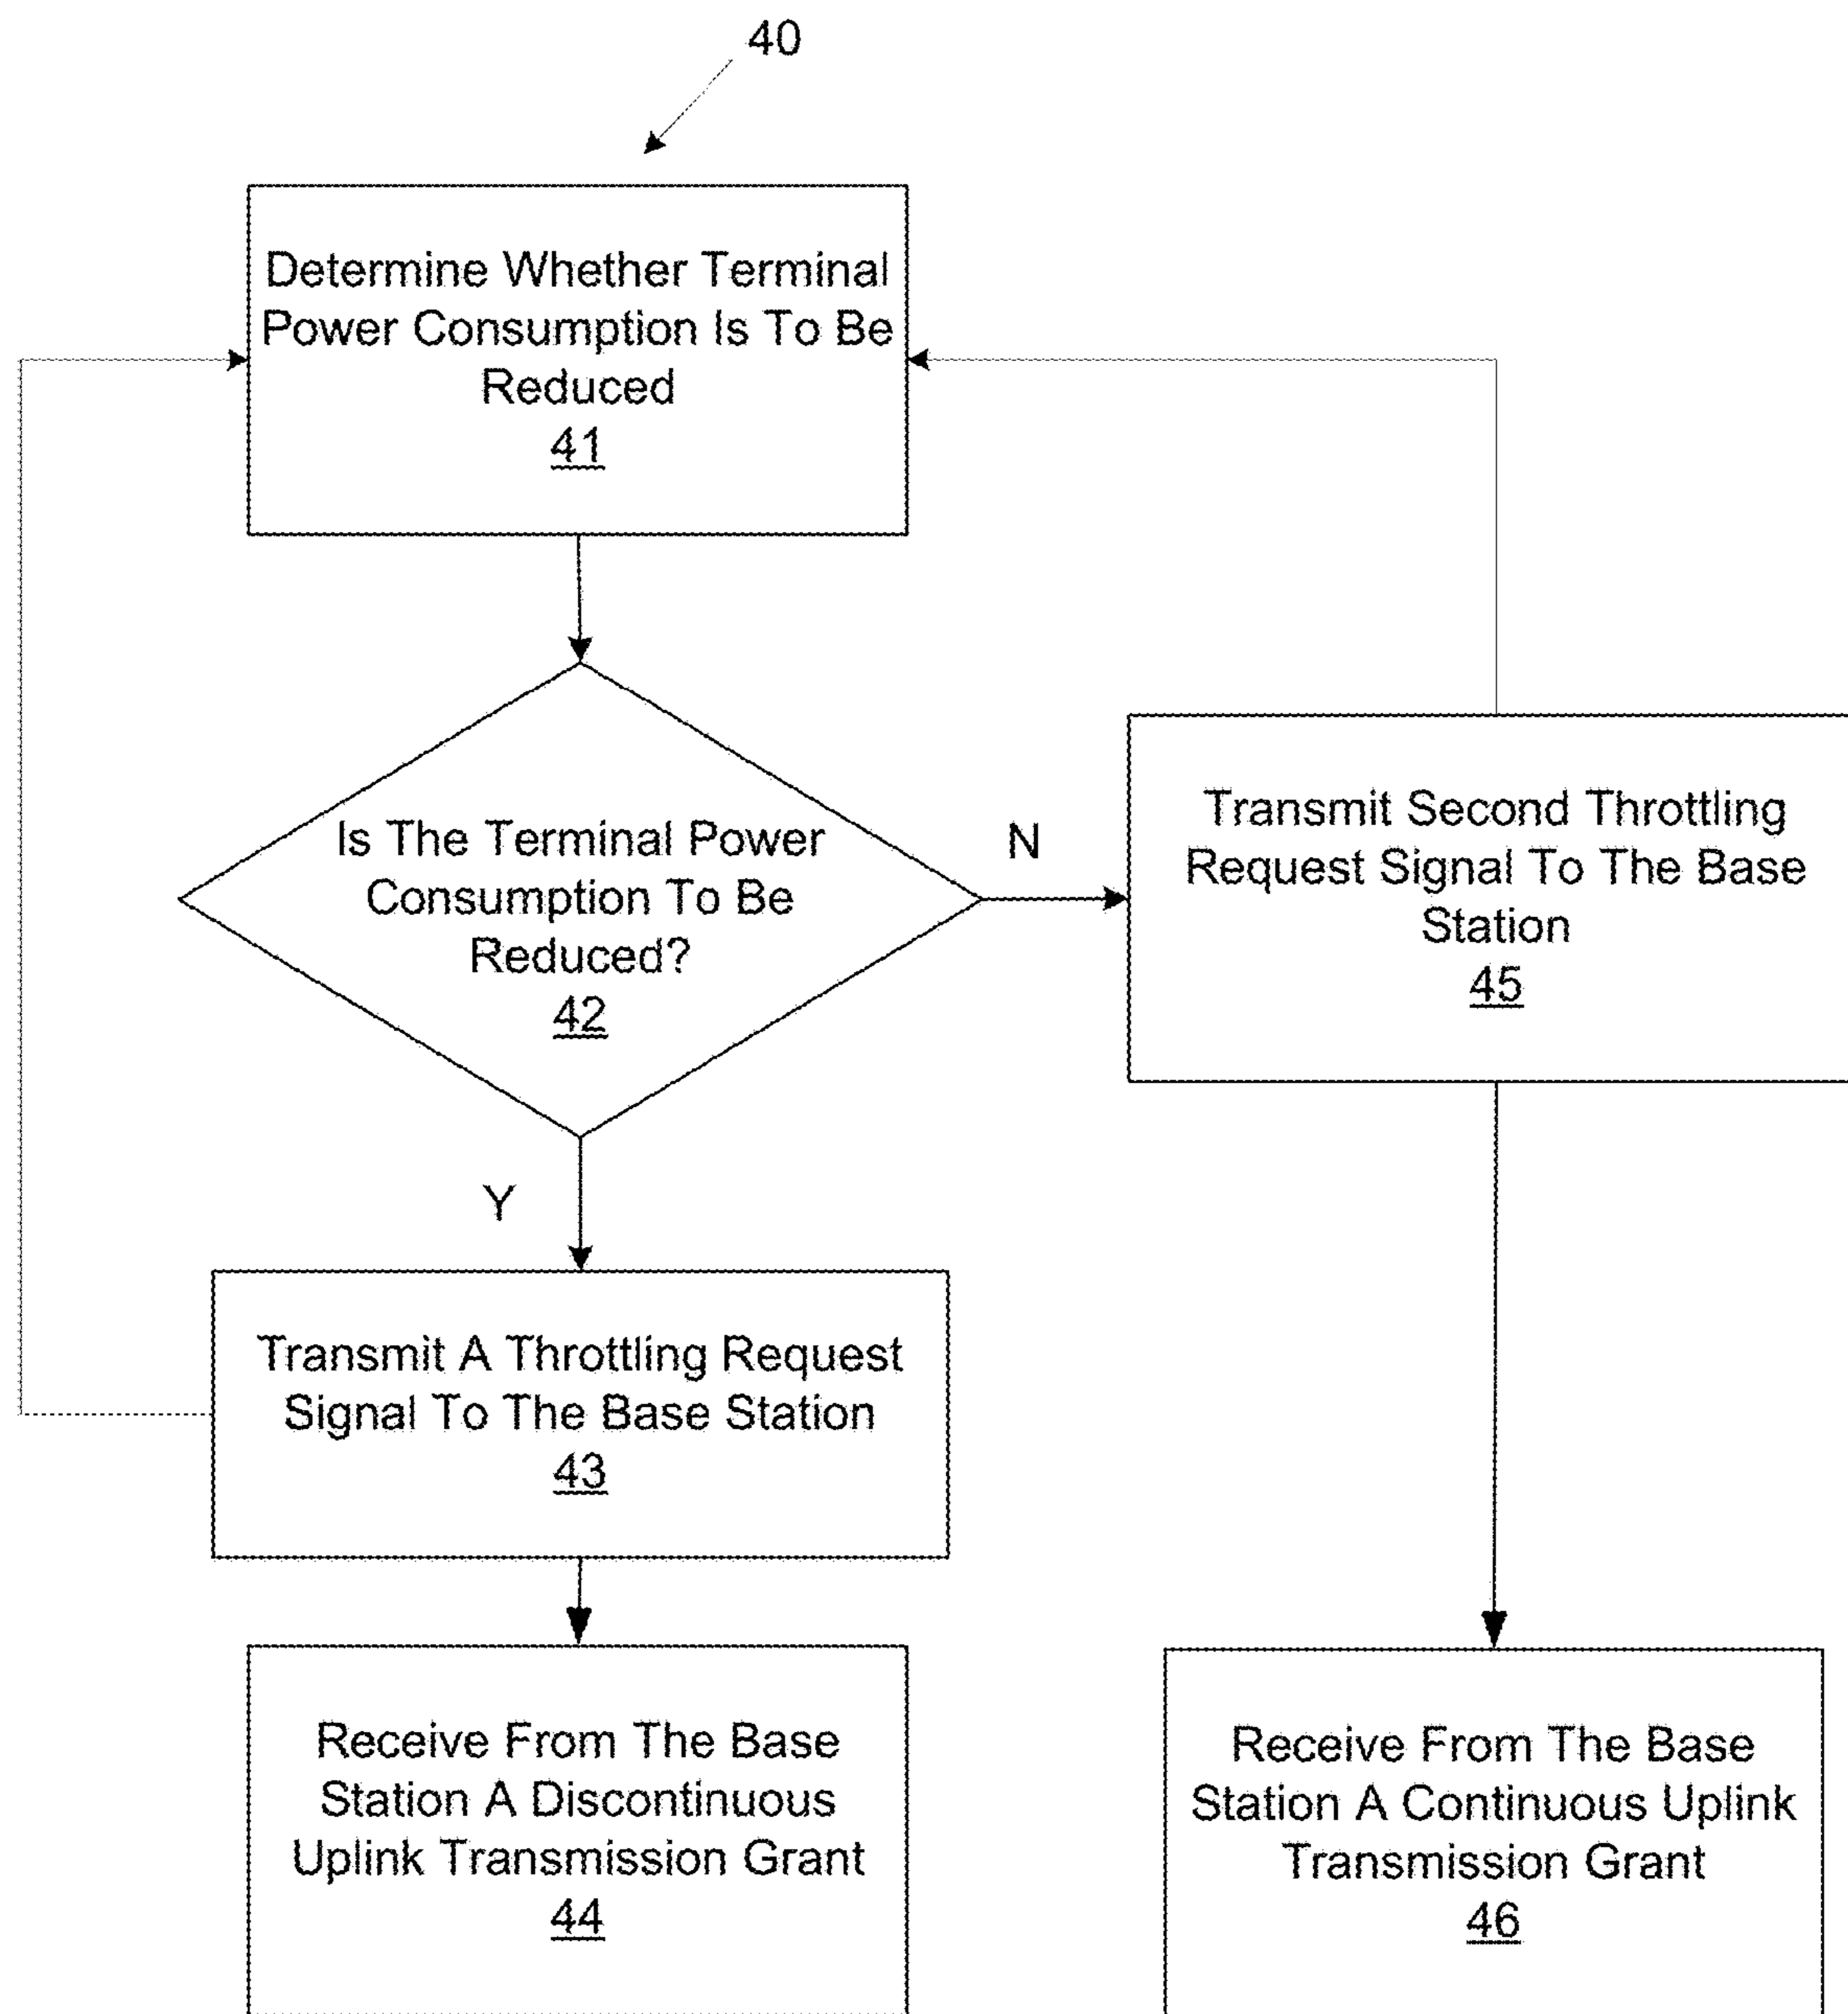 40
Determine Whether Terminal
Power Consumption Is To Be
Reduced
41
Is The Terminal Power
Consumption To Be
Reduced?
42
N
Transmit Second Throttling
Request Signal To The Base
Station
45
Y
Transmit A Throttling Request
Signal To The Base Station
43
Receive From The Base
Station A Discontinuous
Uplink Transmission Grant
44
Receive From The Base
Station A Continuous Uplink
Transmission Grant
46